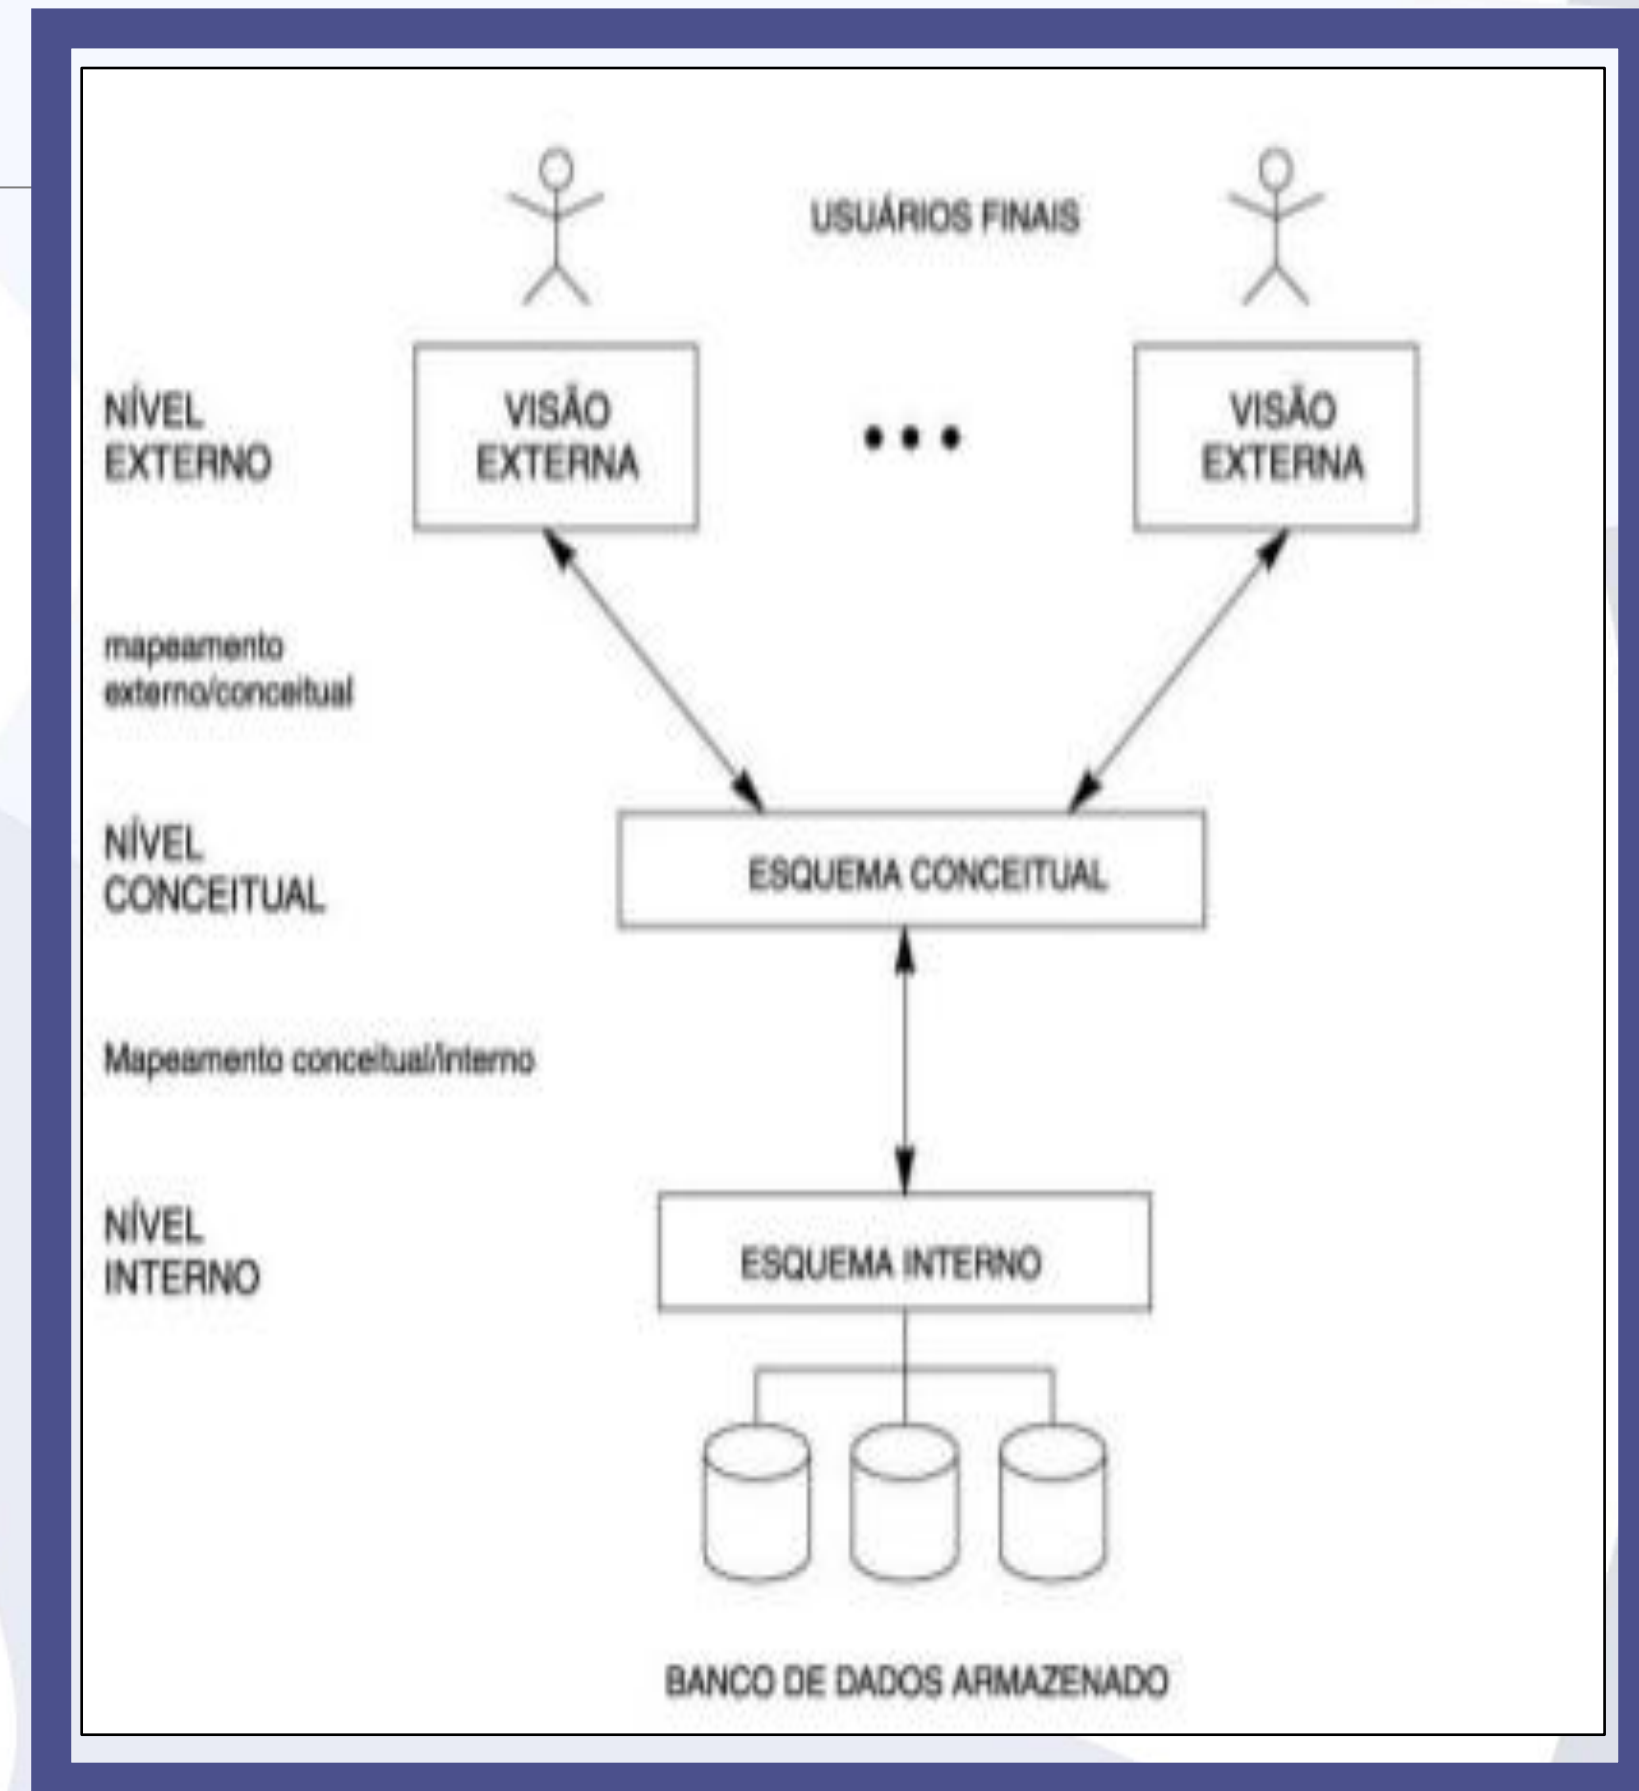 USUÁRIOS FINAIS
NÍVEL
EXTERNO
VISÃO
EXTERNA
VISÃO
EXTERNA
mapeamento
externo/conceitual
NÍVEL
CONCEITUAL
ESQUEMA CONCEITUAL
Mapeamento conceitual/interno
NÍVEL
INTERNO
ESQUEMA INTERNO
BANCO DE DADOS ARMAZENADO